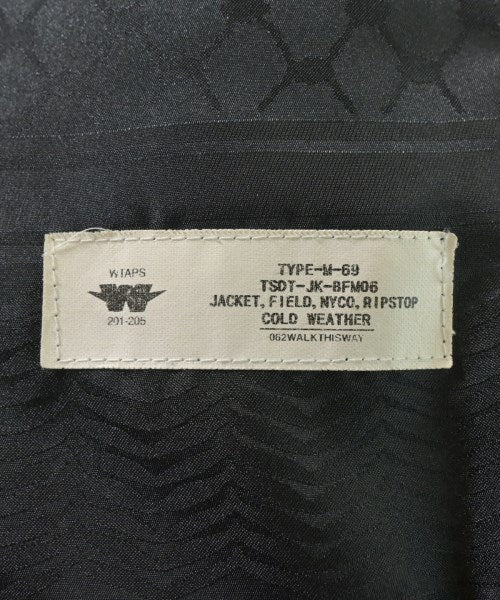 WTAPS
201-205
TYPE-M-69
TSDT-JK-BFM06
JACKET, FIELD, NYCO, RIPSTOP
COLD WEATHER
062WALKTHISWAY